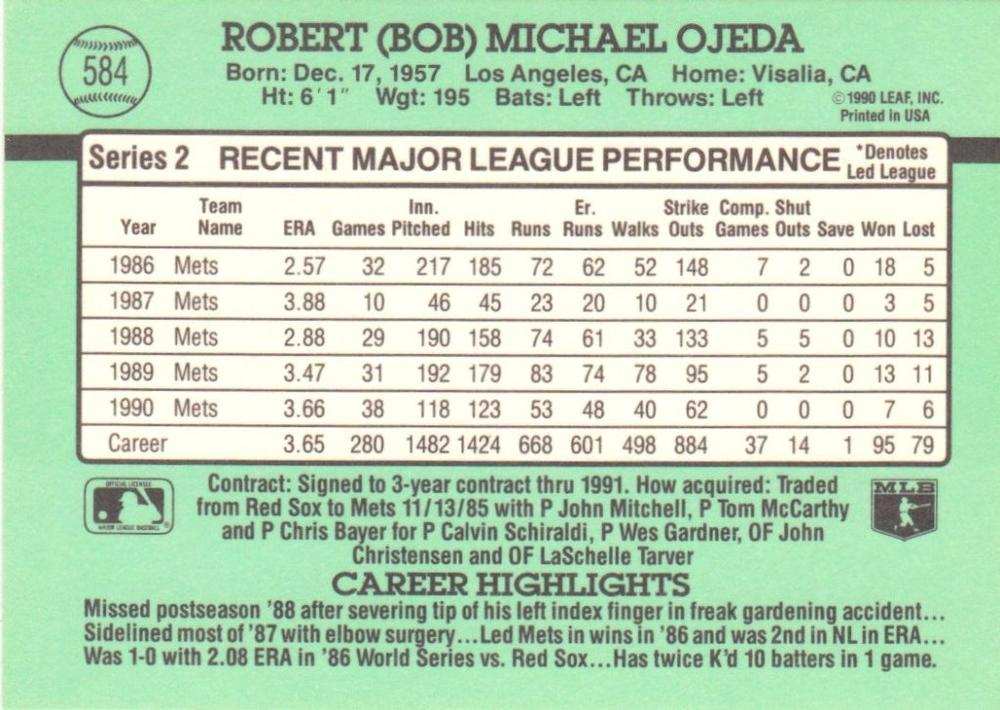 584
ROBERT (BOB) MICHAEL OJEDA
Born: Dec. 17, 1957 Los Angeles, CA Home: Visalia, CA
Ht: 6'1" Wgt: 195 Bats: Left Throws: Left
©1990 LEAF, INC.
Printed in USA
Series 2 RECENT MAJOR LEAGUE PERFORMANCE *Denotes Led League
Year Team Name ERA Games Inn. Pitched Hits Runs Er. Runs Walks Strike Outs Comp. Games Shut Outs Save Won Lost
1986 Mets 2.57 32 217 185 72 62 52 148 7 2 0 18 5
1987 Mets 3.88 10 46 45 23 20 10 21 0 0 0 3 5
1988 Mets 2.88 29 190 158 74 61 33 133 5 5 0 10 13
1989 Mets 3.47 31 192 179 83 74 78 95 5 2 0 13 11
1990 Mets 3.66 38 118 123 53 48 40 62 0 0 0 7 6
Career 3.65 280 1482 1424 668 601 498 884 37 14 1 95 79
OFFICIAL LICENSEE
MAJOR LEAGUE BASEBALL
Contract: Signed to 3-year contract thru 1991. How acquired: Traded
from Red Sox to Mets 11/13/85 with P John Mitchell, P Tom McCarthy
and P Chris Bayer for P Calvin Schiraldi, P Wes Gardner, OF John
Christensen and OF LaSchelle Tarver
MLB
CAREER HIGHLIGHTS
Missed postseason '88 after severing tip of his left index finger in freak gardening accident...
Sidelined most of '87 with elbow surgery...Led Mets in wins in '86 and was 2nd in NL in ERA...
Was 1-0 with 2.08 ERA in '86 World Series vs. Red Sox...Has twice K'd 10 batters in 1 game.